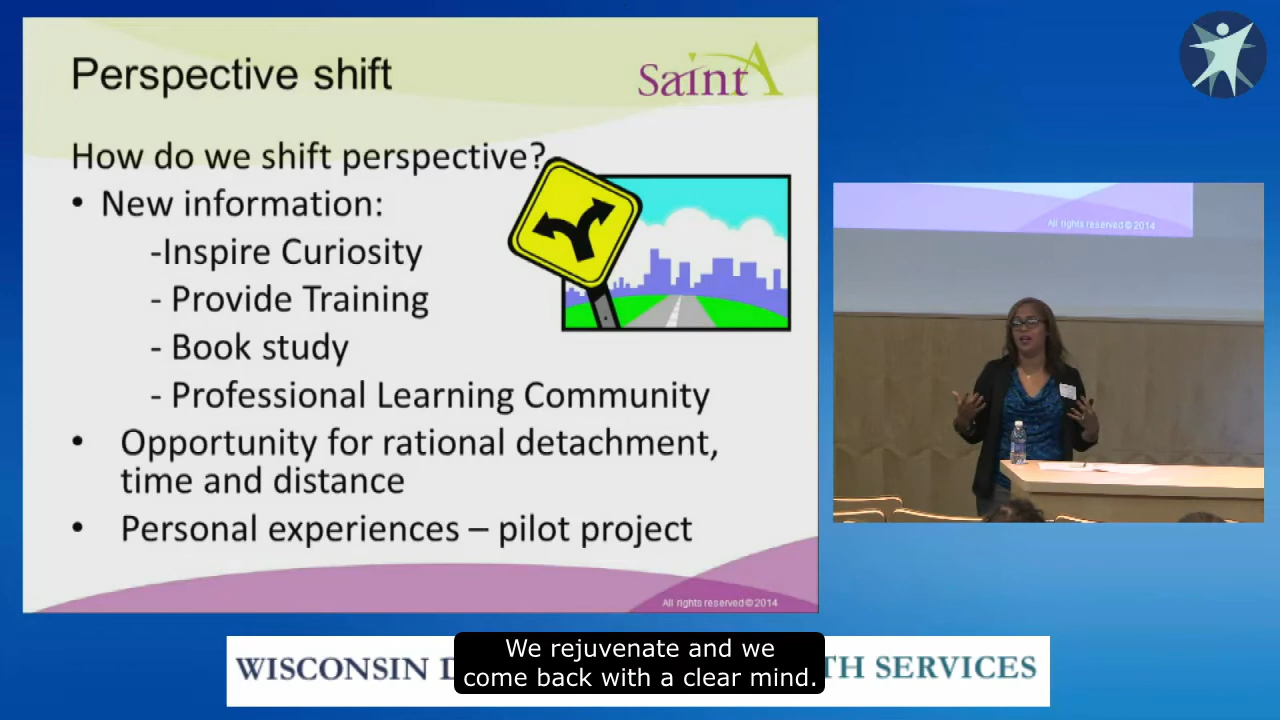 Perspective shift
SaintA
How do we shift perspective?
• New information:
-Inspire Curiosity
- Provide Training
- Book study
- Professional Learning Community
• Opportunity for rational detachment,
time and distance
• Personal experiences – pilot project
All rights reserved©2014
All rights reserved©2014
WISCONSIN D
TH SERVICES
We rejuvenate and we
come back with a clear mind.